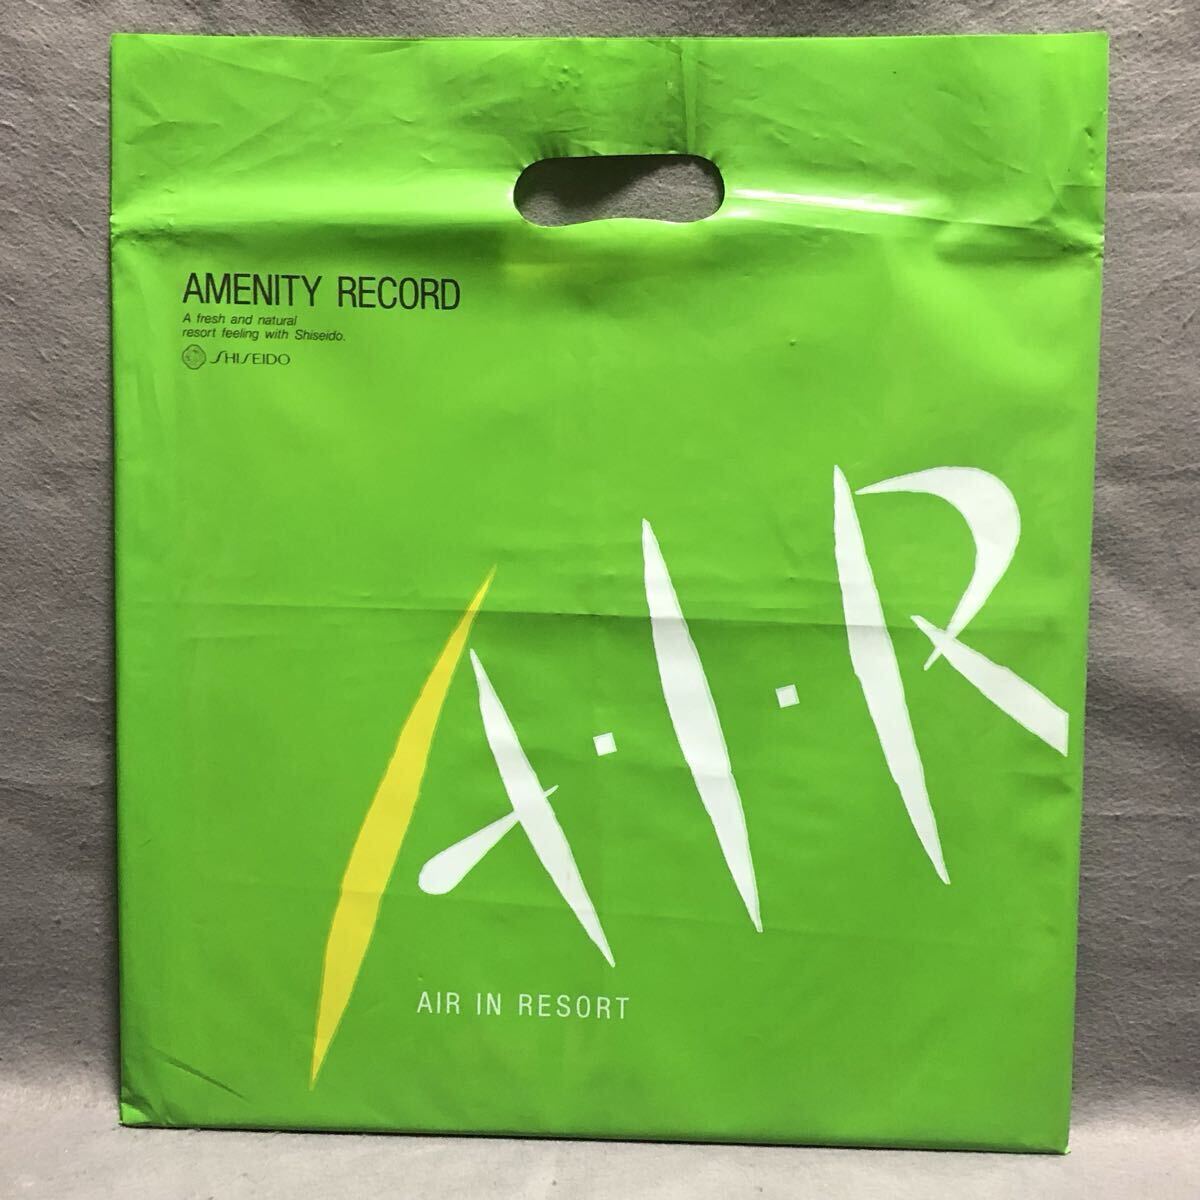 AMENITY RECORD
A fresh and natural
resort feeling with Shiseido.
SHISEIDO
A·I·R
AIR IN RESORT